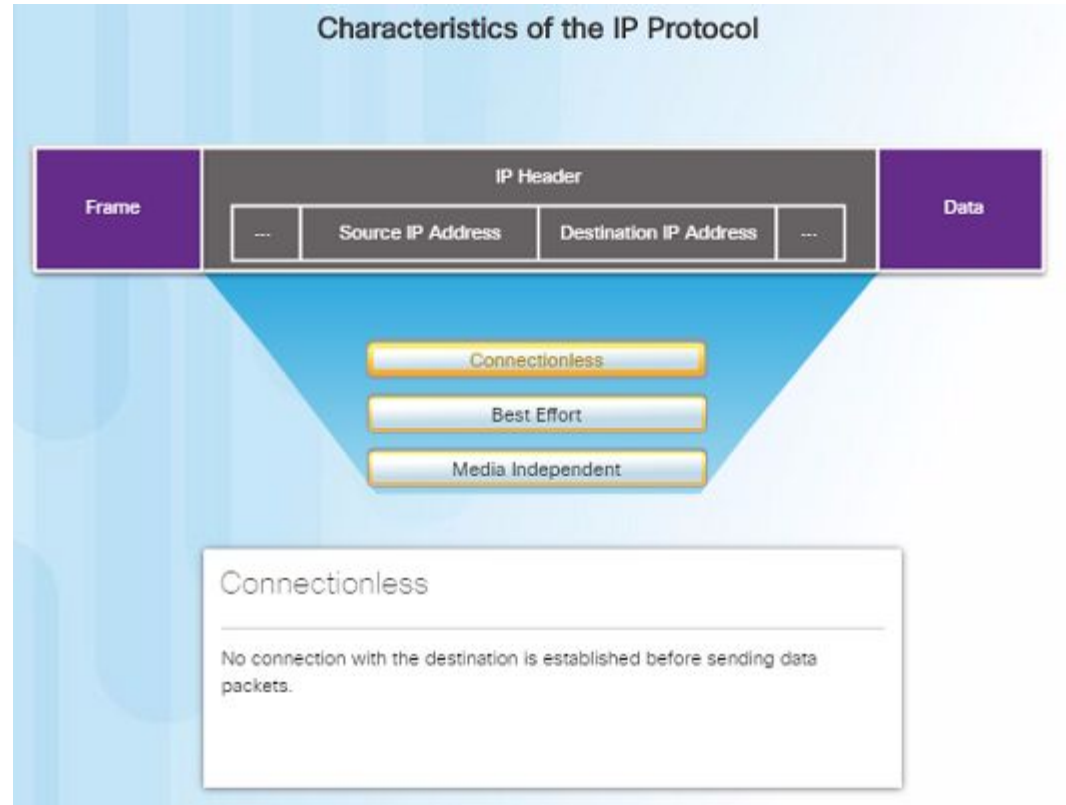 Characteristics of the IP Protocol
IP Header
Frame
---
Source IP Address
Destination IP Address
---
Data
Connectionless
Best Effort
Media Independent
Connectionless
No connection with the destination is established before sending data
packets.